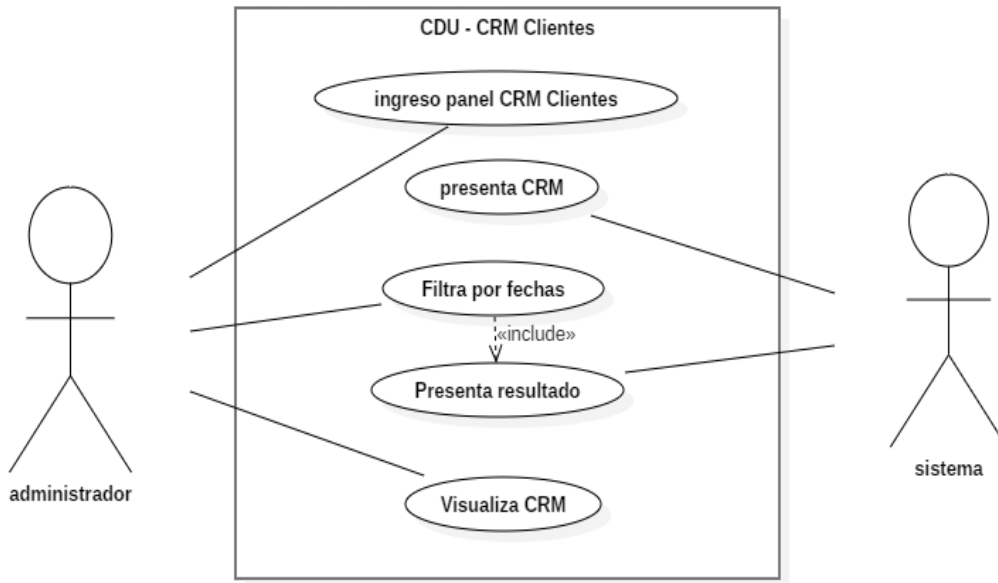 CDU - CRM Clientes
ingreso panel CRM Clientes
presenta CRM
Filtra por fechas
«include»
Presenta resultado
Visualiza CRM
administrador
sistema